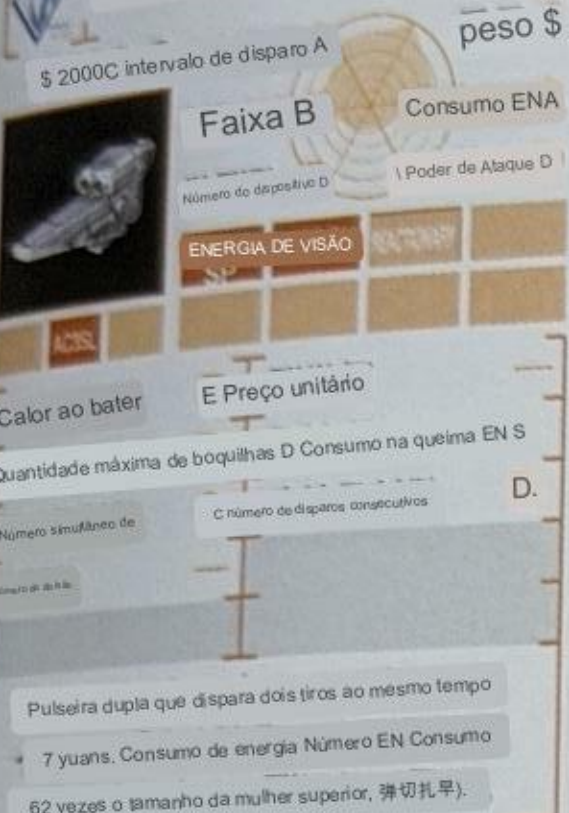 peso $
$ 2000C intervalo de disparo A
Faixa B
Consumo ENA
Número do dispositivo D
\ Poder de Ataque D
ENERGIA DE VISÃO
SP
Calor ao bater
E Preço unitário
Quantidade máxima de boquilhas D Consumo na queima EN S
Número simultâneo de
C número de disparos consecutivos
D.
Pulseira dupla que dispara dois tiros ao mesmo tempo
7 yuans. Consumo de energia Número EN Consumo
62 vezes o tamanho da mulher superior, 弹切扎早).